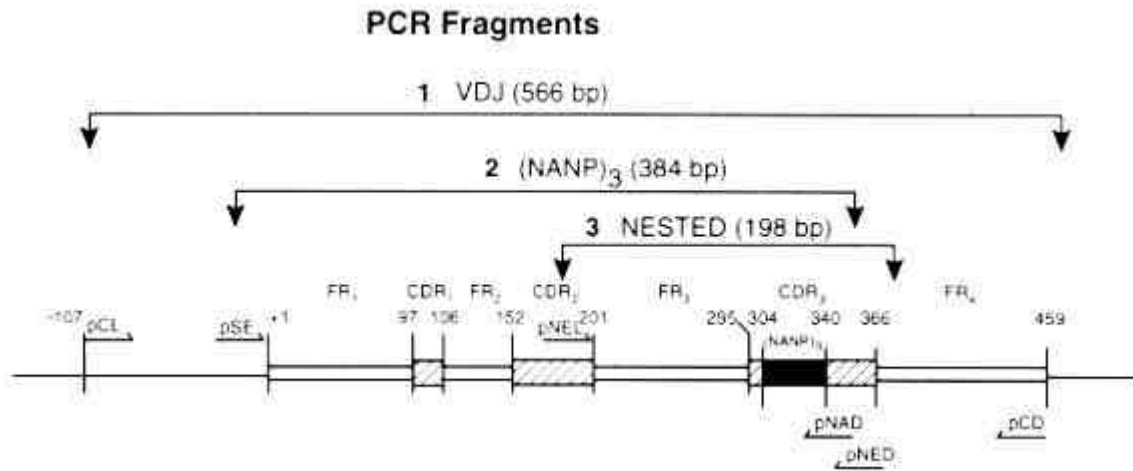 PCR Fragments
1 VDJ (566 bp)
2 (NANP)3 (384 bp)
3 NESTED (198 bp)
FR1 CDR1 FR2 CDR2 FR3 CDR3 FR4
-107 pCL pSE +1 97 106 152 pNEL 201 295 304 340 366 459
(NANP)3
pNAD pCD
pNED